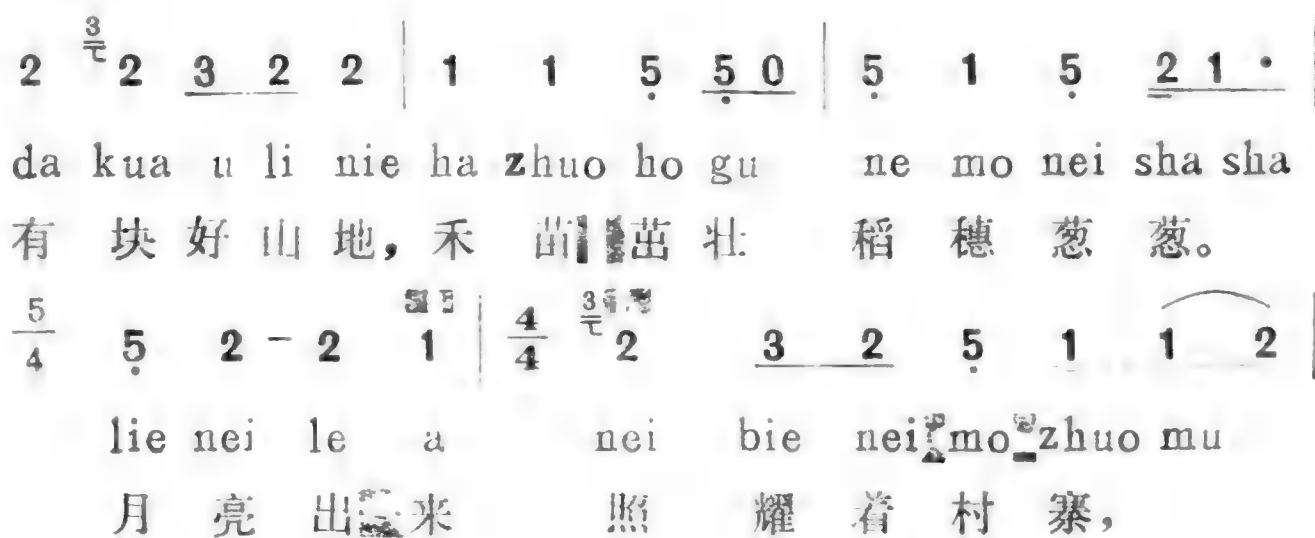 2 3 2 3 2 2 | 1 1 5 5 0 | 5 1 5 2 1 · |
da kua u li nie ha zhuo ho gu ne mo nei sha sha
有 块 好 山 地，禾 苗 茁 壮 稻 穗 葱 葱。
5/4 5 2 - 2 1 | 4/4 3 2 3 2 5 1 1 2 |
lie nei le a nei bie nei mo zhuo mu
月 亮 出 来 照 耀 着 村 寨，